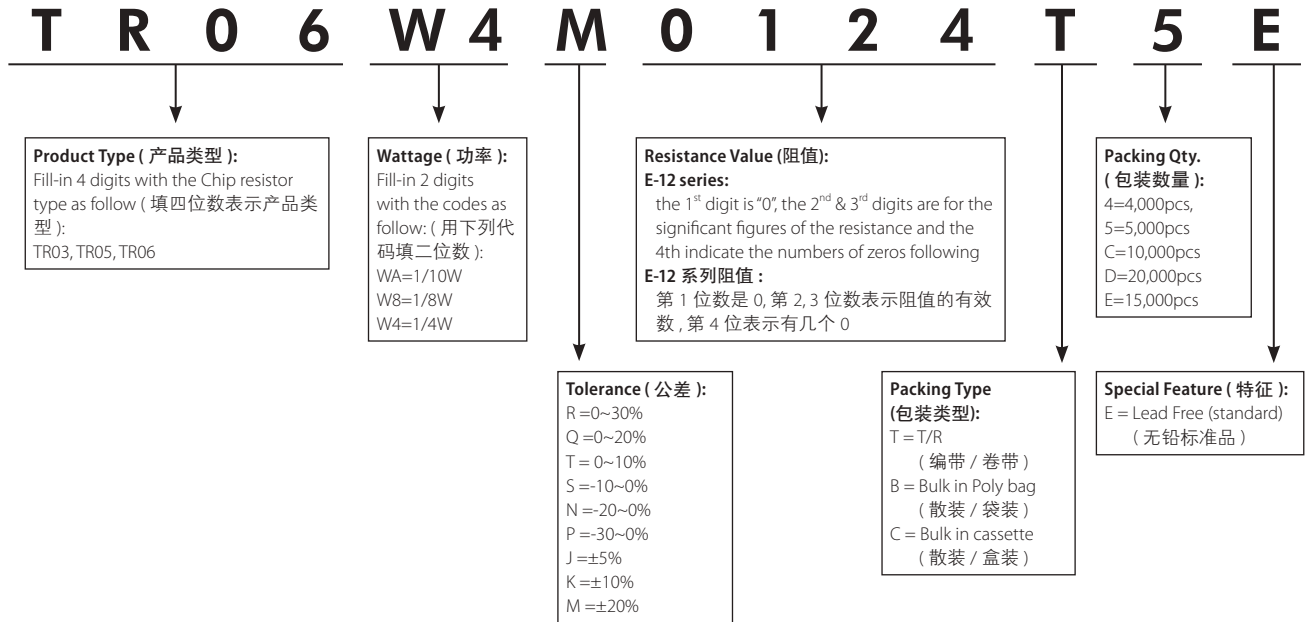 T R 0 6 W 4 M 0 1 2 4 T 5 E
Product Type ( 产品类型 ):
Fill-in 4 digits with the Chip resistor
type as follow ( 填四位数表示产品类
型 ):
TR03, TR05, TR06
Wattage ( 功率 ):
Fill-in 2 digits
with the codes as
follow: ( 用下列代
码填二位数 ):
WA=1/10W
W8=1/8W
W4=1/4W
Resistance Value (阻值):
E-12 series:
the 1st digit is “0”, the 2nd & 3rd digits are for the
significant figures of the resistance and the
4th indicate the numbers of zeros following
E-12 系列阻值 :
第 1 位数是 0, 第 2, 3 位数表示阻值的有效
数 , 第 4 位表示有几个 0
Packing Qty.
( 包装数量 ):
4=4,000pcs,
5=5,000pcs
C=10,000pcs
D=20,000pcs
E=15,000pcs
Tolerance ( 公差 ):
R =0~30%
Q =0~20%
T = 0~10%
S =-10~0%
N =-20~0%
P =-30~0%
J =±5%
K =±10%
M =±20%
Packing Type
(包装类型):
T = T/R
( 编带 / 卷带 )
B = Bulk in Poly bag
( 散装 / 袋装 )
C = Bulk in cassette
( 散装 / 盒装 )
Special Feature ( 特征 ):
E = Lead Free (standard)
( 无铅标准品 )